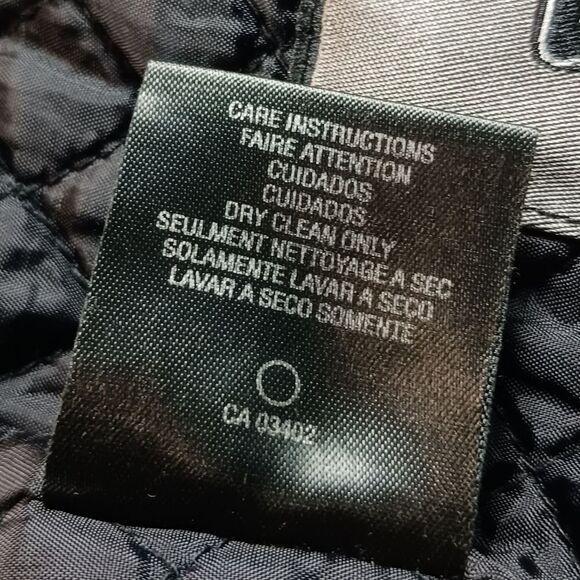 CARE INSTRUCTIONS
FAIRE ATTENTION
CUIDADOS
CUIDADOS
DRY CLEAN ONLY
SEULMENT NETTOYAGE A SEC
SOLAMENTE LAVAR A SECO
LAVAR A SECO SOMENTE
CA 03402